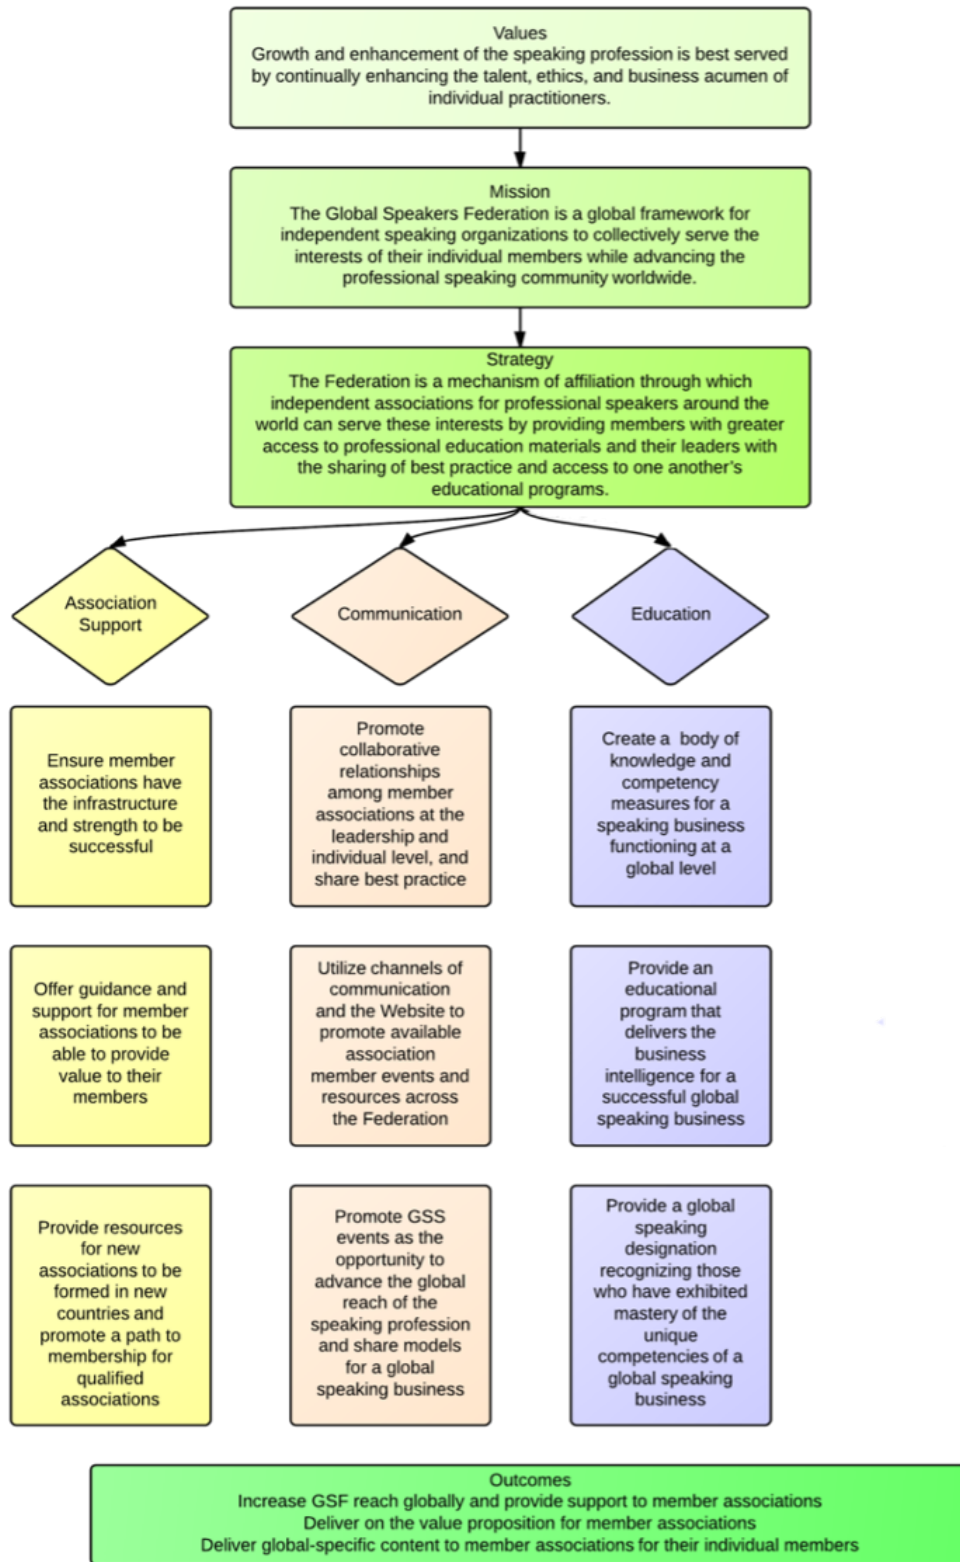 Values
Growth and enhancement of the speaking profession is best served
by continually enhancing the talent, ethics, and business acumen of
individual practitioners.
Mission
The Global Speakers Federation is a global framework for
independent speaking organizations to collectively serve the
interests of their individual members while advancing the
professional speaking community worldwide.
Strategy
The Federation is a mechanism of affiliation through which
independent associations for professional speakers around the
world can serve these interests by providing members with greater
access to professional education materials and their leaders with
the sharing of best practice and access to one another's
educational programs.
Association
Support
Communication
Education
Ensure member
associations have
the infrastructure
and strength to be
successful
Promote
collaborative
relationships
among member
associations at the
leadership and
individual level, and
share best practice
Create a  body of
knowledge and
competency
measures for a
speaking business
functioning at a
global level
Offer guidance and
support for member
associations to be
able to provide
value to their
members
Utilize channels of
communication
and the Website to
promote available
association
member events and
resources across
the Federation
Provide an
educational
program that
delivers the
business
intelligence for a
successful global
speaking business
Provide resources
for new
associations to be
formed in new
countries and
promote a path to
membership for
qualified
associations
Promote GSS
events as the
opportunity to
advance the global
reach of the
speaking profession
and share models
for a global
speaking business
Provide a global
speaking
designation
recognizing those
who have exhibited
mastery of the
unique
competencies of a
global speaking
business
Outcomes
Increase GSF reach globally and provide support to member associations
Deliver on the value proposition for member associations
Deliver global-specific content to member associations for their individual members